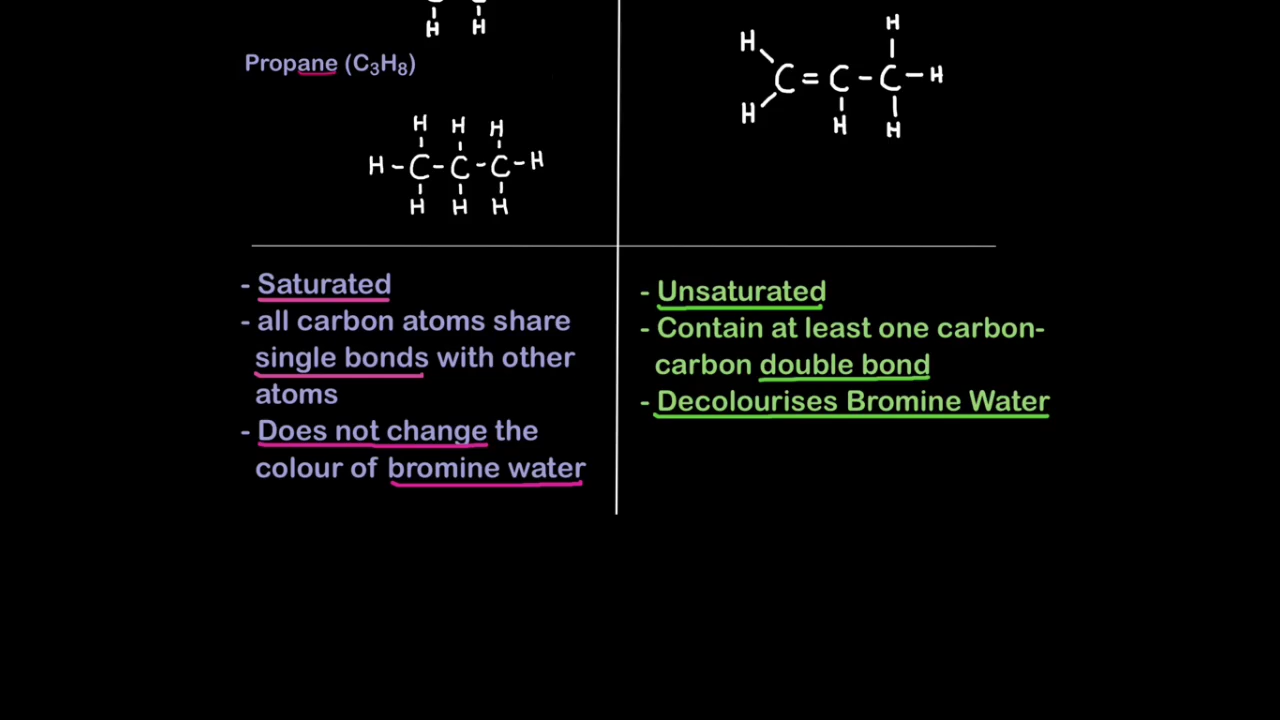 H H
Propane (C₃H₈)
H H H
H-C-C-C-H
H H H
H
H
C=C-C-H
H
H H
- Saturated
- all carbon atoms share
single bonds with other
atoms
- Does not change the
colour of bromine water
- Unsaturated
- Contain at least one carbon-
carbon double bond
- Decolourises Bromine Water